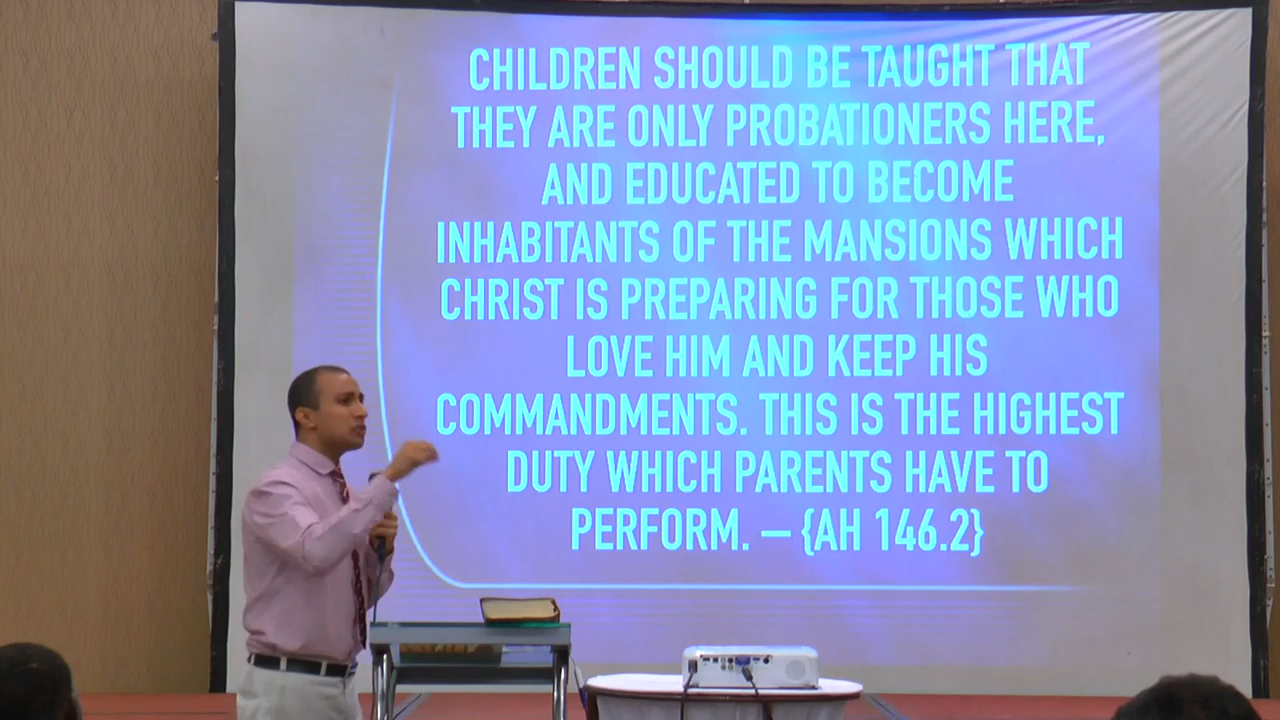 CHILDREN SHOULD BE TAUGHT THAT
THEY ARE ONLY PROBATIONERS HERE,
AND EDUCATED TO BECOME
INHABITANTS OF THE MANSIONS WHICH
CHRIST IS PREPARING FOR THOSE WHO
LOVE HIM AND KEEP HIS
COMMANDMENTS. THIS IS THE HIGHEST
DUTY WHICH PARENTS HAVE TO
PERFORM. – {AH 146.2}